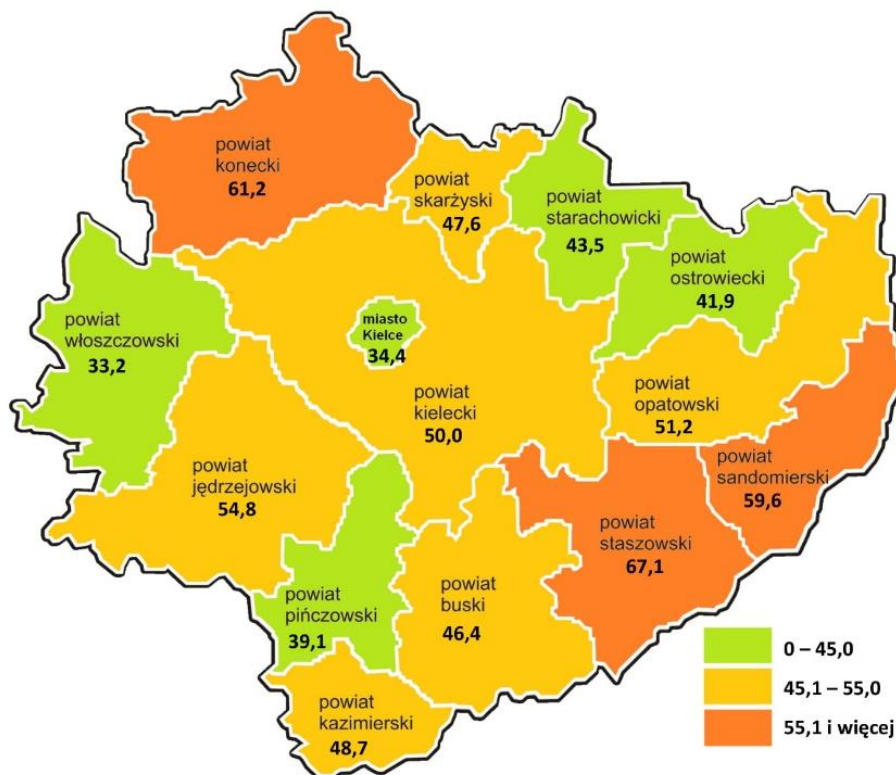 powiat
konecki
61,2
powiat
skarżyski
47,6
powiat
starachowicki
43,5
powiat
ostrowiecki
41,9
powiat
włoszczowski
33,2
miasto
Kielce
34,4
powiat
kielecki
50,0
powiat
opatowski
51,2
powiat
sandomierski
59,6
powiat
jędrzejowski
54,8
powiat
staszowski
67,1
powiat
pińczowski
39,1
powiat
buski
46,4
powiat
kazimierski
48,7
0 – 45,0
45,1 – 55,0
55,1 i więcej